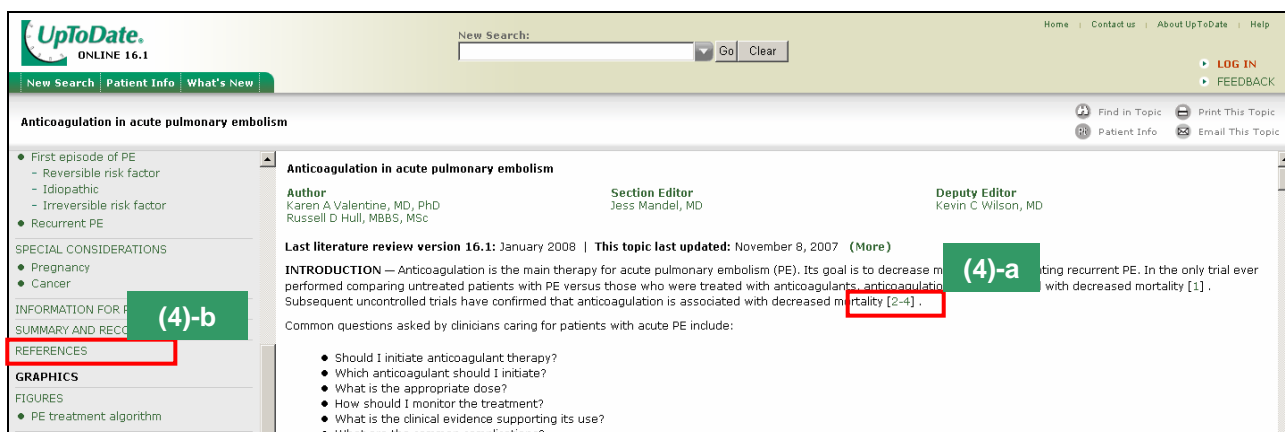 UpToDate.
ONLINE 16.1
New Search:
Go Clear
Home | Contact us | About UpToDate | Help
LOG IN
FEEDBACK
New Search Patient Info What's New
Anticoagulation in acute pulmonary embolism
Find in Topic Print This Topic
Patient Info Email This Topic
• First episode of PE
– Reversible risk factor
– Idiopathic
– Irreversible risk factor
• Recurrent PE
SPECIAL CONSIDERATIONS
• Pregnancy
• Cancer
INFORMATION FOR
SUMMARY AND
(4)-b
REFERENCES
GRAPHICS
FIGURES
• PE treatment algorithm
Anticoagulation in acute pulmonary embolism
Author Section Editor Deputy Editor
Karen A Valentine, MD, PhD Jess Mandel, MD Kevin C Wilson, MD
Russell D Hull, MBBS, MSc
Last literature review version 16.1: January 2008 | This topic last updated: November 8, 2007 (More)
INTRODUCTION — Anticoagulation is the main therapy for acute pulmonary embolism (PE). Its goal is to decrease (4)-a recurrent PE. In the only trial ever
performed comparing untreated patients with PE versus those who were treated with anticoagulants, anticoagulation with decreased mortality [1] .
Subsequent uncontrolled trials have confirmed that anticoagulation is associated with decreased mortality [2-4] .
Common questions asked by clinicians caring for patients with acute PE include:
• Should I initiate anticoagulant therapy?
• Which anticoagulant should I initiate?
• What is the appropriate dose?
• How should I monitor the treatment?
• What is the clinical evidence supporting its use?